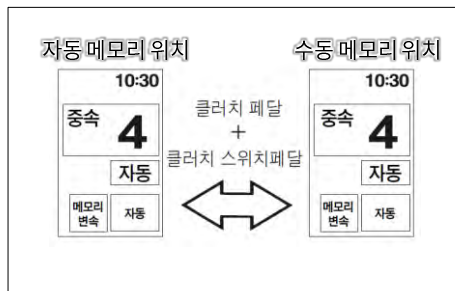 자동 메모리 위치
수동 메모리 위치
10:30
중속 4
자동
메모리
변속
자동
클러치 페달
+
클러치 스위치페달
10:30
중속 4
자동
메모리
변속
자동